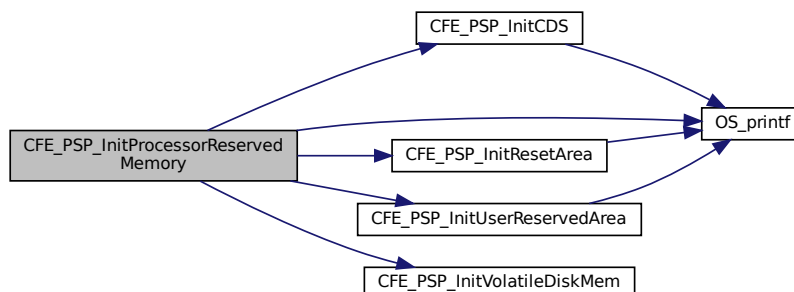 CFE_PSP_InitCDS
OS_printf
CFE_PSP_InitProcessorReserved
Memory
CFE_PSP_InitResetArea
CFE_PSP_InitUserReservedArea
CFE_PSP_InitVolatileDiskMem